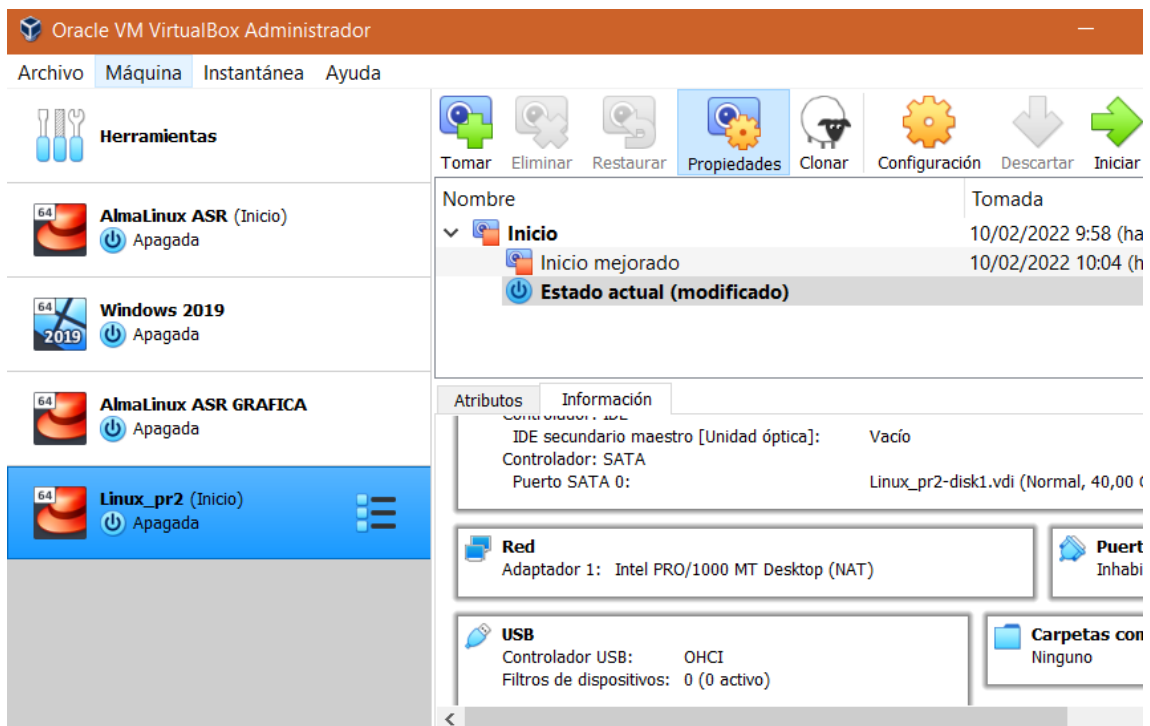 Oracle VM VirtualBox Administrador
Archivo Máquina Instantánea Ayuda
Herramientas
64
AlmaLinux ASR (Inicio)
Apagada
64
2019
Windows 2019
Apagada
64
AlmaLinux ASR GRAFICA
Apagada
64
Linux_pr2 (Inicio)
Apagada
Tomar Eliminar Restaurar Propiedades Clonar Configuración Descartar Iniciar
Nombre Tomada
Inicio 10/02/2022 9:58 (ha
Inicio mejorado 10/02/2022 10:04 (h
Estado actual (modificado)
Atributos Información
Controlador: IDE
IDE secundario maestro [Unidad óptica]: Vacío
Controlador: SATA
Puerto SATA 0: Linux_pr2-disk1.vdi (Normal, 40,00
Red
Adaptador 1: Intel PRO/1000 MT Desktop (NAT)
Puert
Inhabi
USB
Controlador USB: OHCI
Filtros de dispositivos: 0 (0 activo)
Carpetas con
Ninguno